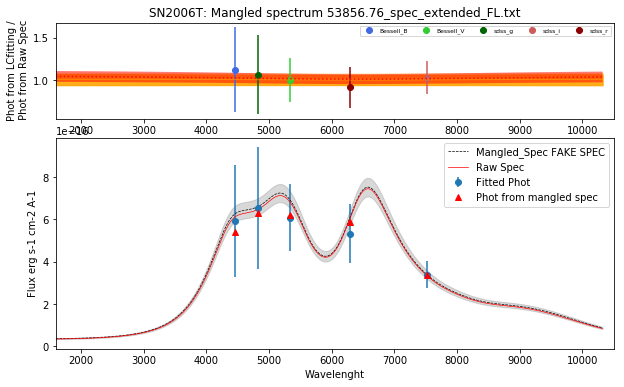 SN2006T: Mangled spectrum 53856.76_spec_extended_FL.txt
Phot from LCfitting /
Phot from Raw Spec
1.5
1.0
Bessell_B
Bessell_V
sdss_g
sdss_i
sdss_r
2000 3000 4000 5000 6000 7000 8000 9000 10000
1e−16
Flux erg s-1 cm-2 A-1
8
6
4
2
0
Mangled_Spec FAKE SPEC
Raw Spec
Fitted Phot
Phot from mangled spec
2000 3000 4000 5000 6000 7000 8000 9000 10000
Wavelenght